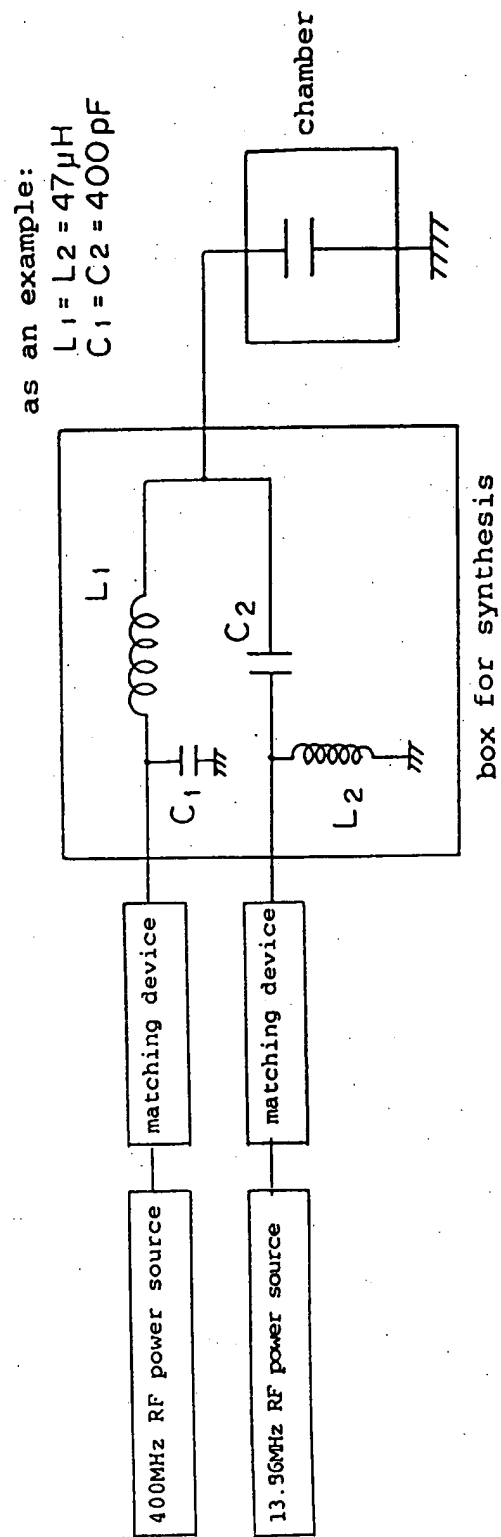 as an example:
L1 = L2 = 47μH
C1 = C2 = 400pF
400MHz RF power source
matching device
13.96MHz RF power source
matching device
C1
L1
L2
C2
box for synthesis
chamber